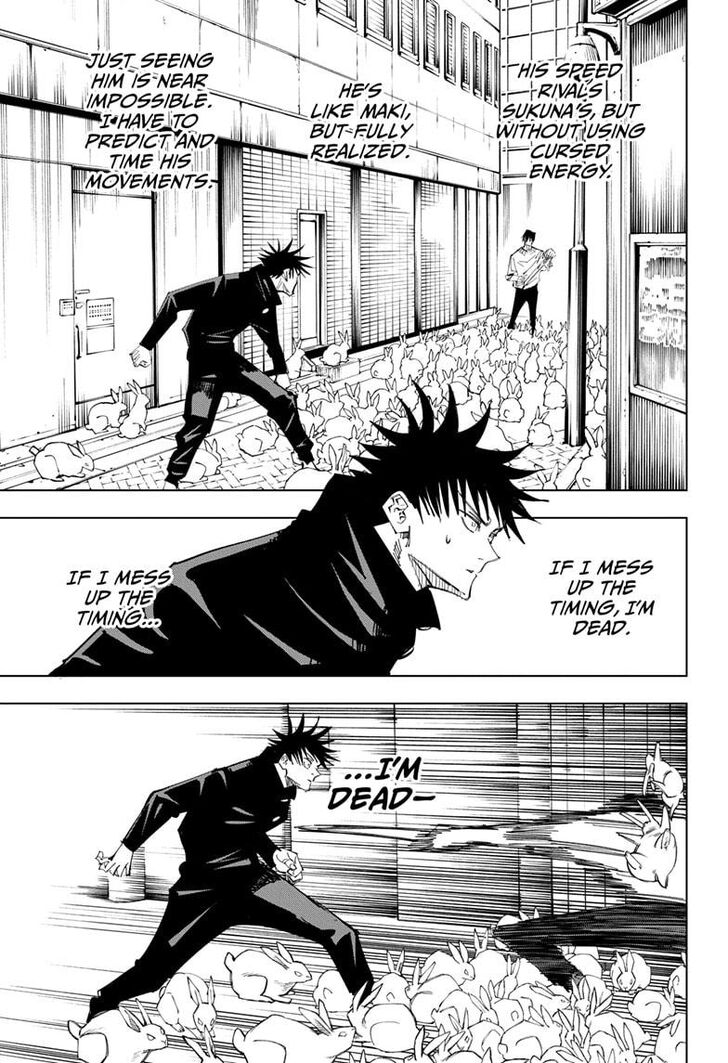 HIS SPEED
RIVALS
SUKUNA'S, BUT
WITHOUT USING
CURSED
ENERGY.
HE'S
LIKE MAKI,
BUT FULLY
REALIZED.
JUST SEEING
HIM IS NEAR
IMPOSSIBLE.
I HAVE TO
PREDICT AND
TIME HIS
MOVEMENTS.
IF I MESS
UP THE
TIMING, I'M
DEAD.
IF I MESS
UP THE
TIMING...
...I'M
DEAD—